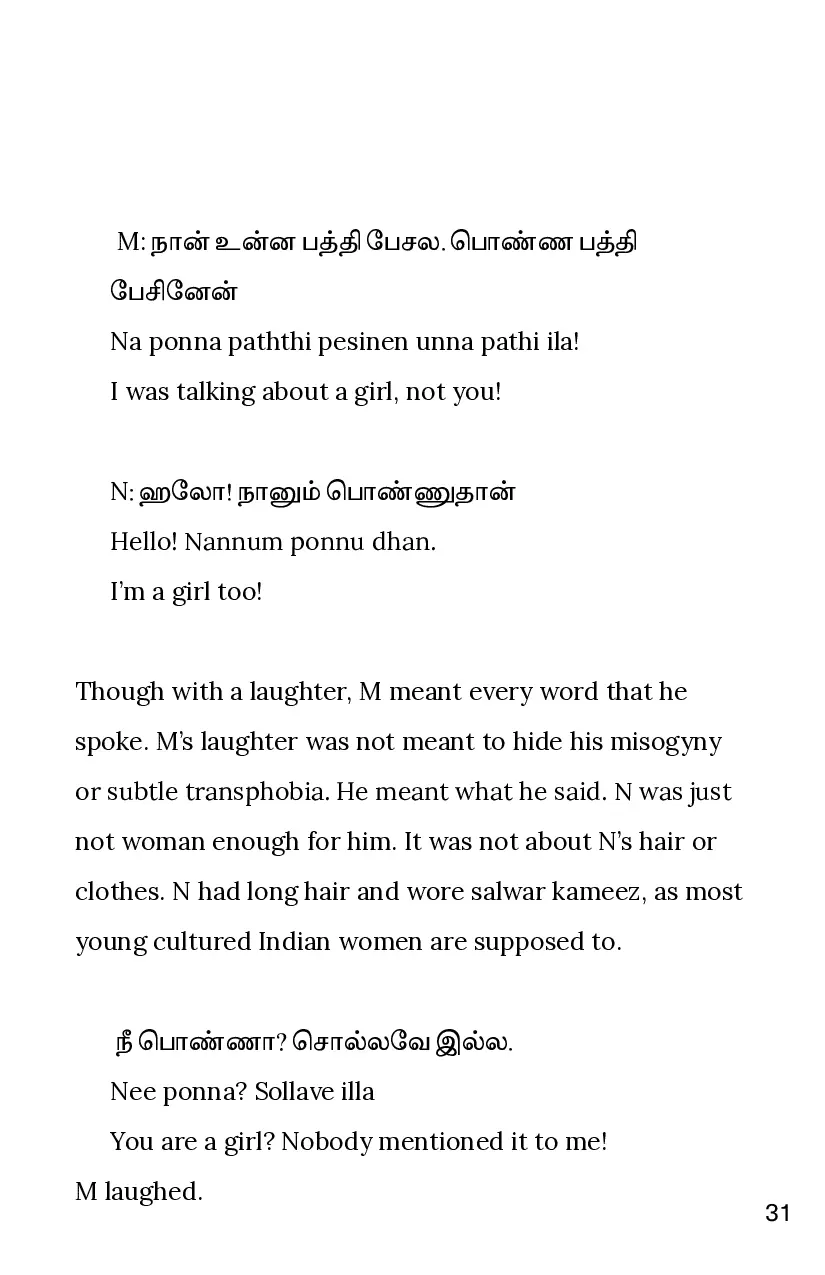 M: நான் உன்ன பத்தி பேசல. பொண்ண பத்தி
பேசினேன்
Na ponna paththi pesinen unna pathi ila!
I was talking about a girl, not you!
N: ஹலோ! நானும் பொண்ணுதான்
Hello! Nannum ponnu dhan.
I’m a girl too!
Though with a laughter, M meant every word that he
spoke. M’s laughter was not meant to hide his misogyny
or subtle transphobia. He meant what he said. N was just
not woman enough for him. It was not about N’s hair or
clothes. N had long hair and wore salwar kameez, as most
young cultured Indian women are supposed to.
நீ பொண்ணா? சொல்லவே இல்ல.
Nee ponna? Sollave illa
You are a girl? Nobody mentioned it to me!
M laughed.
31